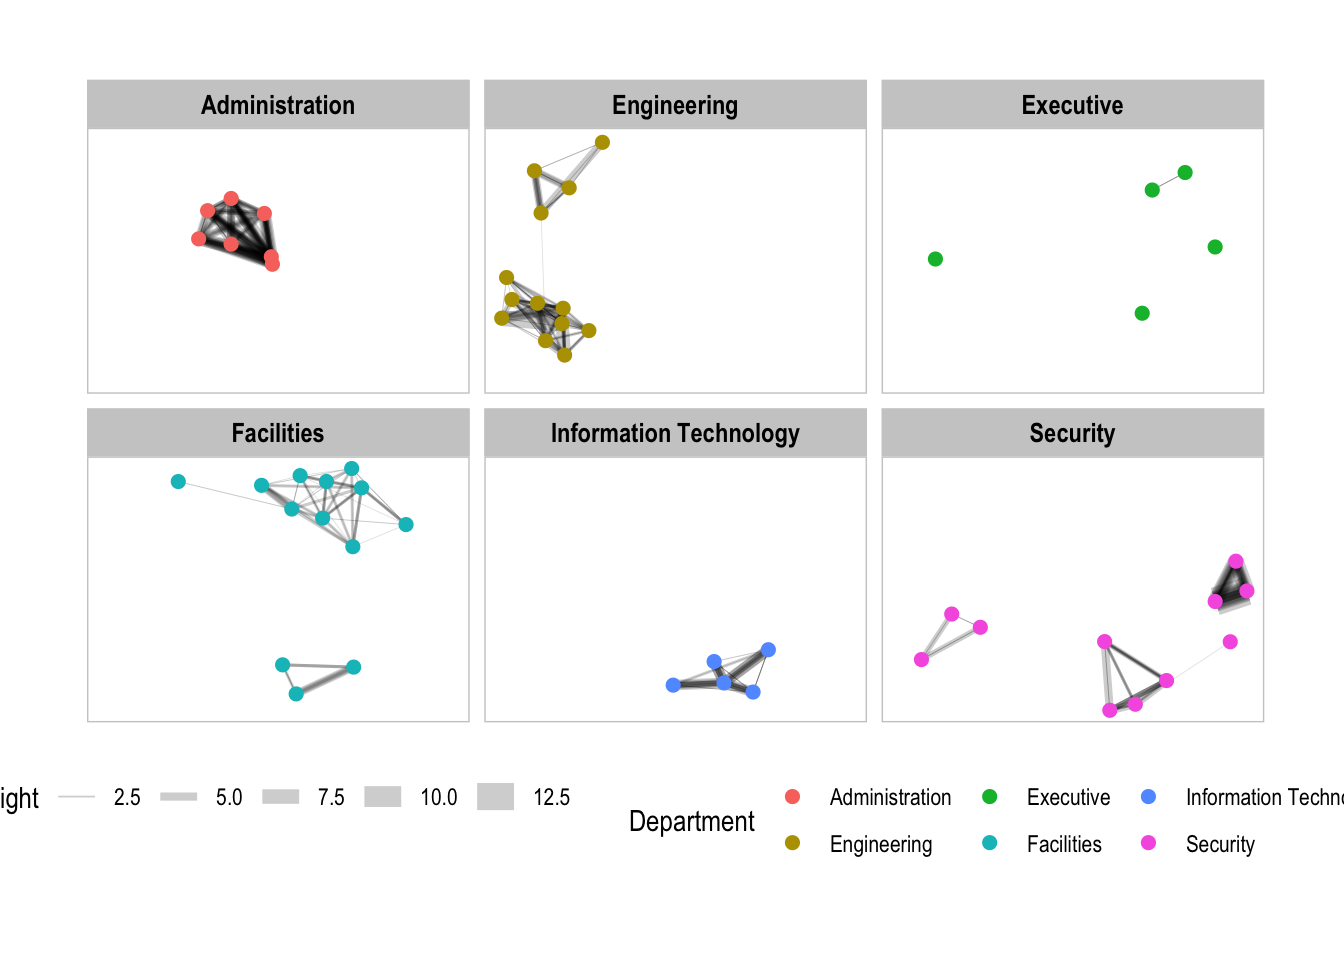 Administration Engineering Executive
Facilities Information Technology Security
2.5 5.0 7.5 10.0 12.5
Department
Administration Executive Information
Engineering Facilities Security